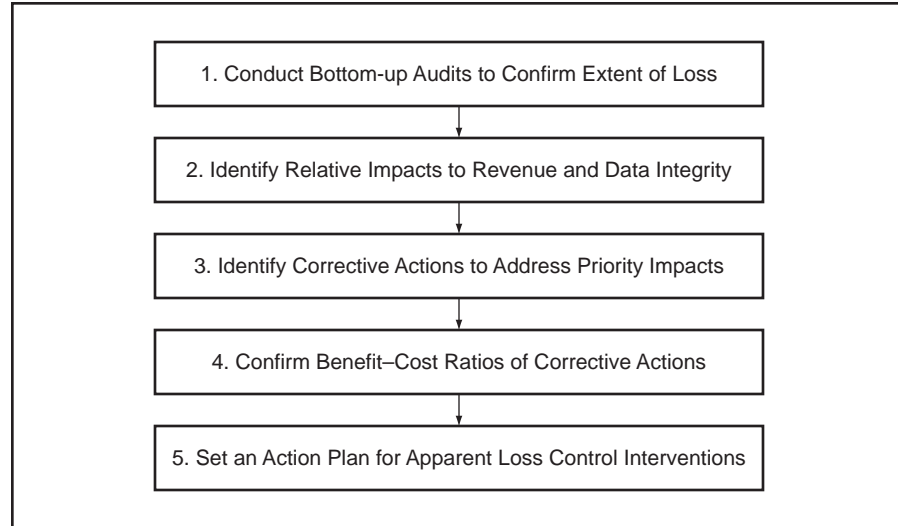 1. Conduct Bottom-up Audits to Confirm Extent of Loss
2. Identify Relative Impacts to Revenue and Data Integrity
3. Identify Corrective Actions to Address Priority Impacts
4. Confirm Benefit–Cost Ratios of Corrective Actions
5. Set an Action Plan for Apparent Loss Control Interventions